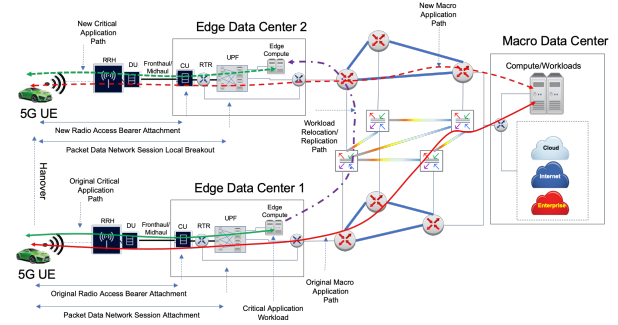 New Critical
Application
Path
RRH
DU
Fronthaul/
Midhaul
CU
RTR
Edge Data Center 2
UPF
Edge
Compute
New Macro
Application
Path
Macro Data Center
Compute/Workloads
5G UE
New Radio Access Bearer Attachment
Packet Data Network Session Local Breakout
Workload
Relocation/
Replication
Path
Cloud
Internet
Enterprise
Hanover
Original Critical
Application
Path
RRH
DU
Fronthaul/
Midhaul
CU
RTR
Edge Data Center 1
UPF
Edge
Compute
5G UE
Original Radio Access Bearer Attachment
Packet Data Network Session Attachment
Critical Application
Workload
Original Macro
Application
Path